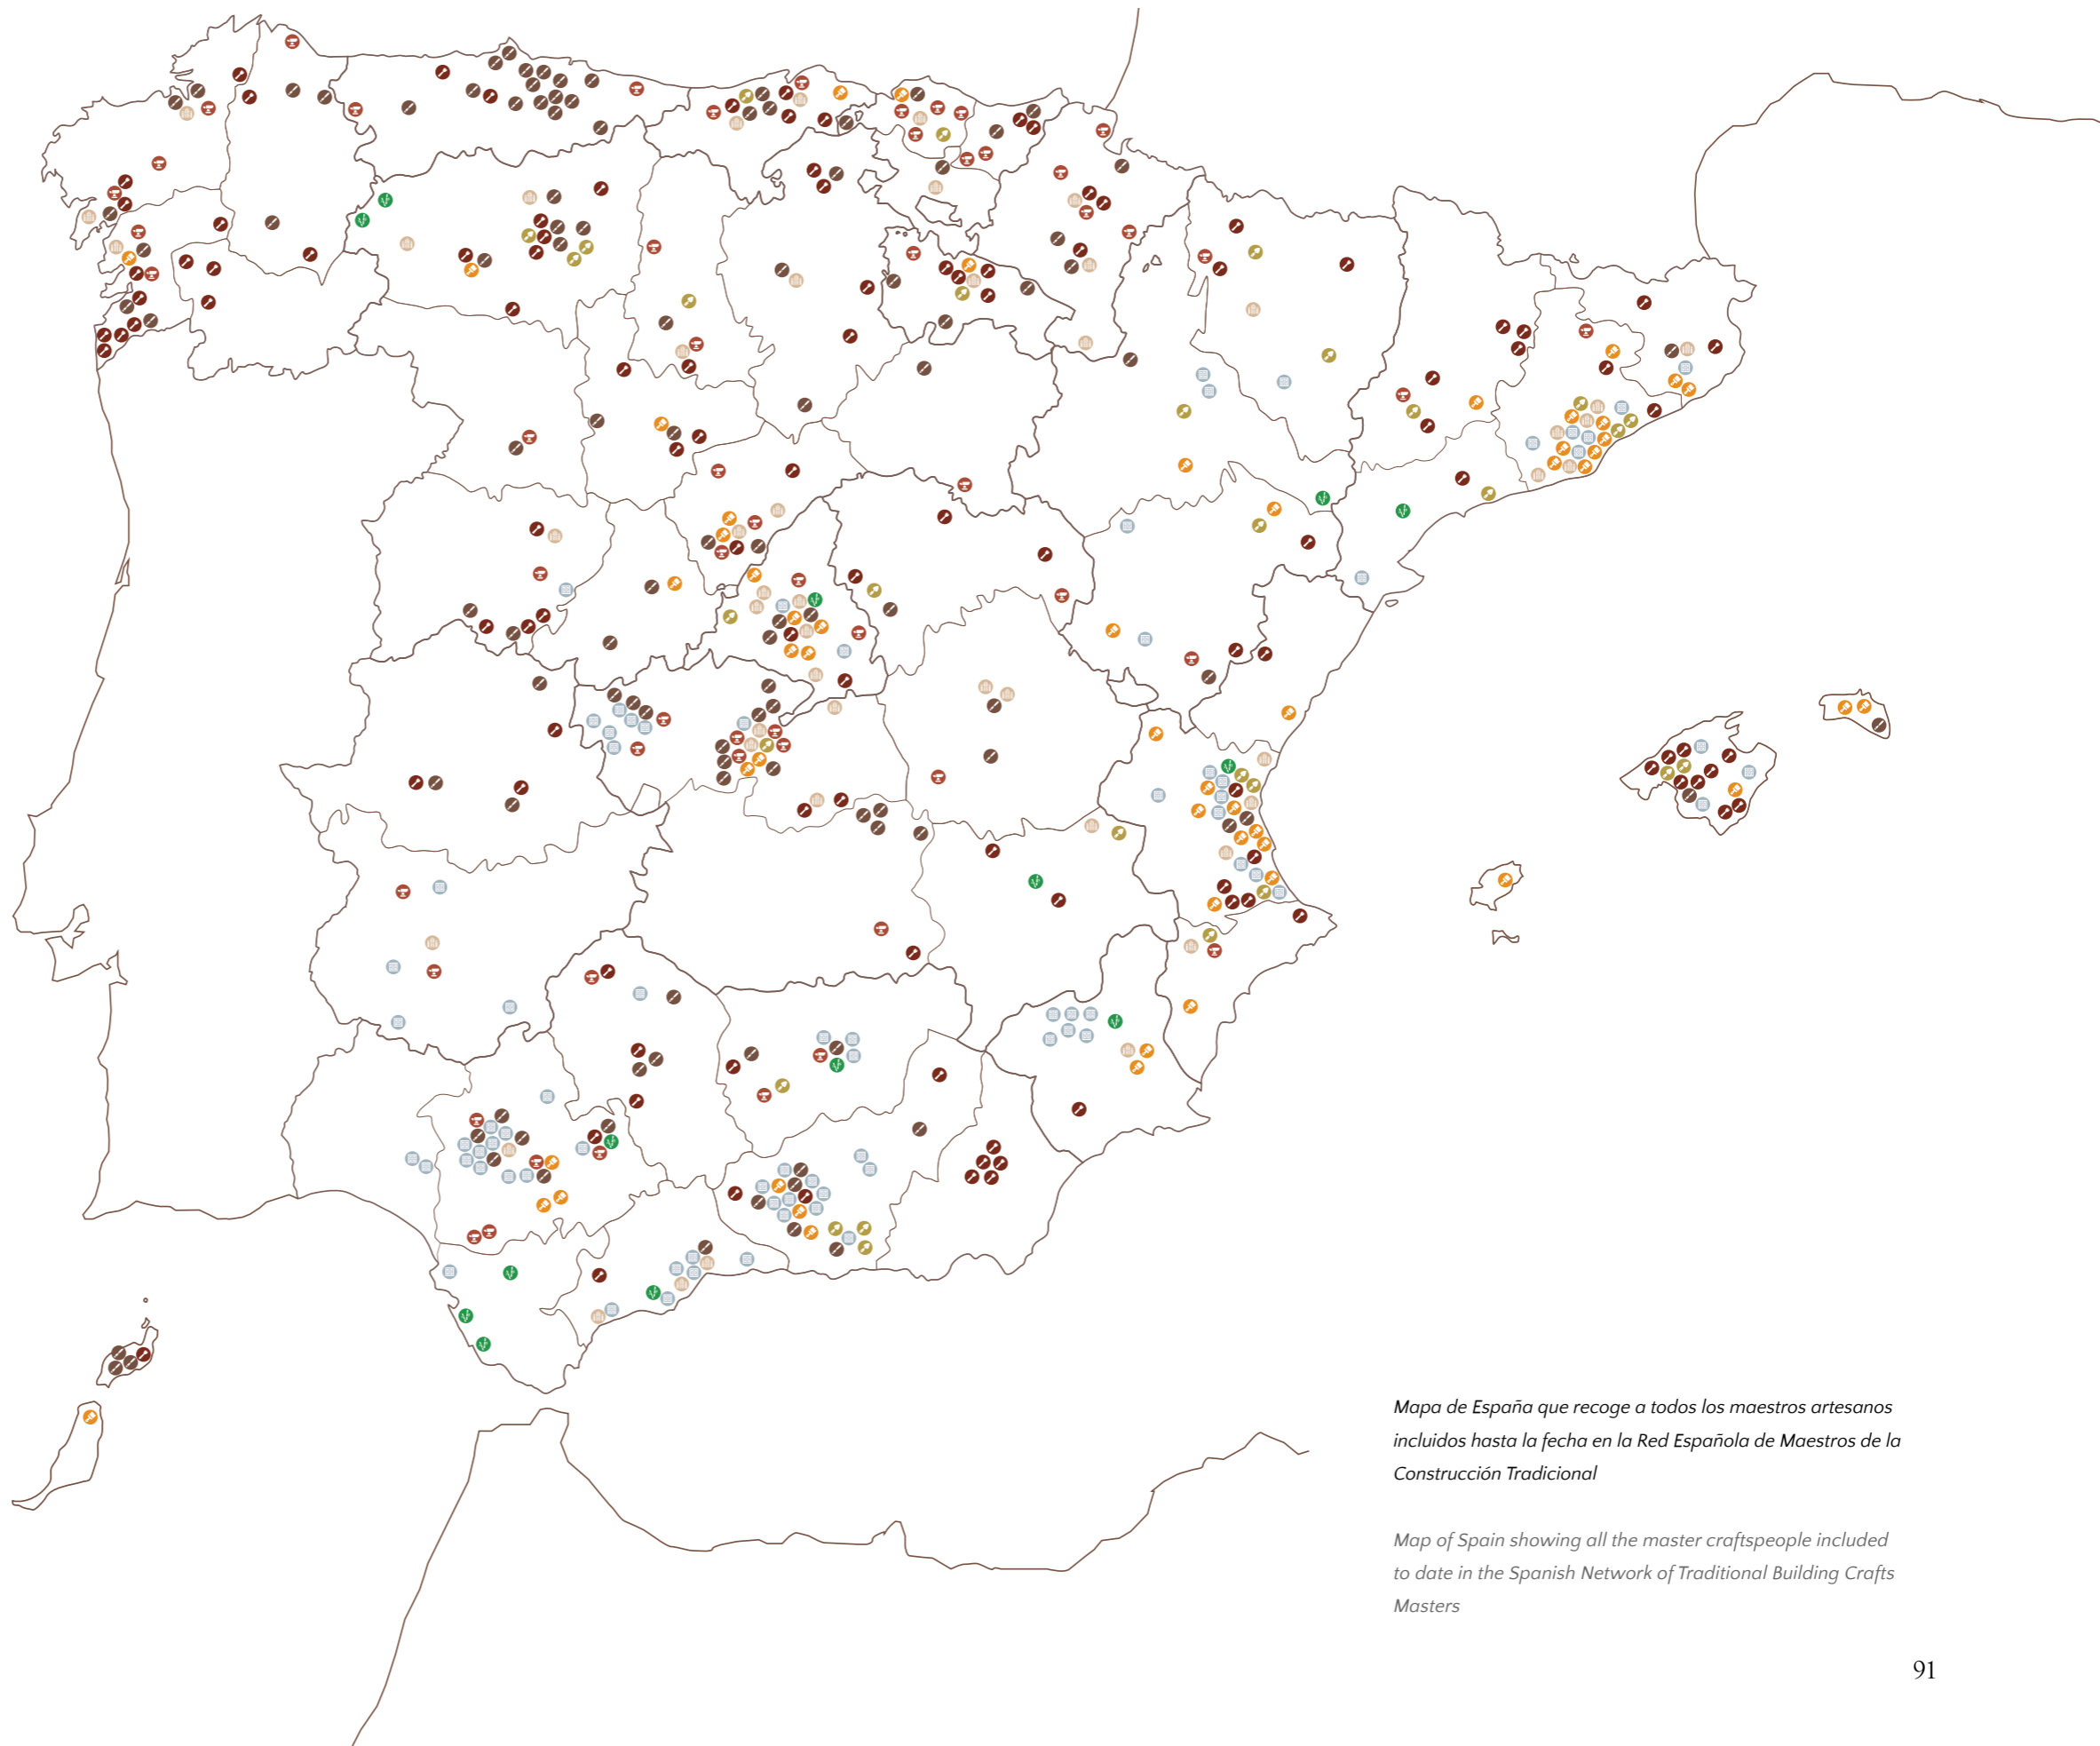 Mapa de España que recoge a todos los maestros artesanos
incluidos hasta la fecha en la Red Española de Maestros de la
Construcción Tradicional
Map of Spain showing all the master craftspeople included
to date in the Spanish Network of Traditional Building Crafts
Masters
91